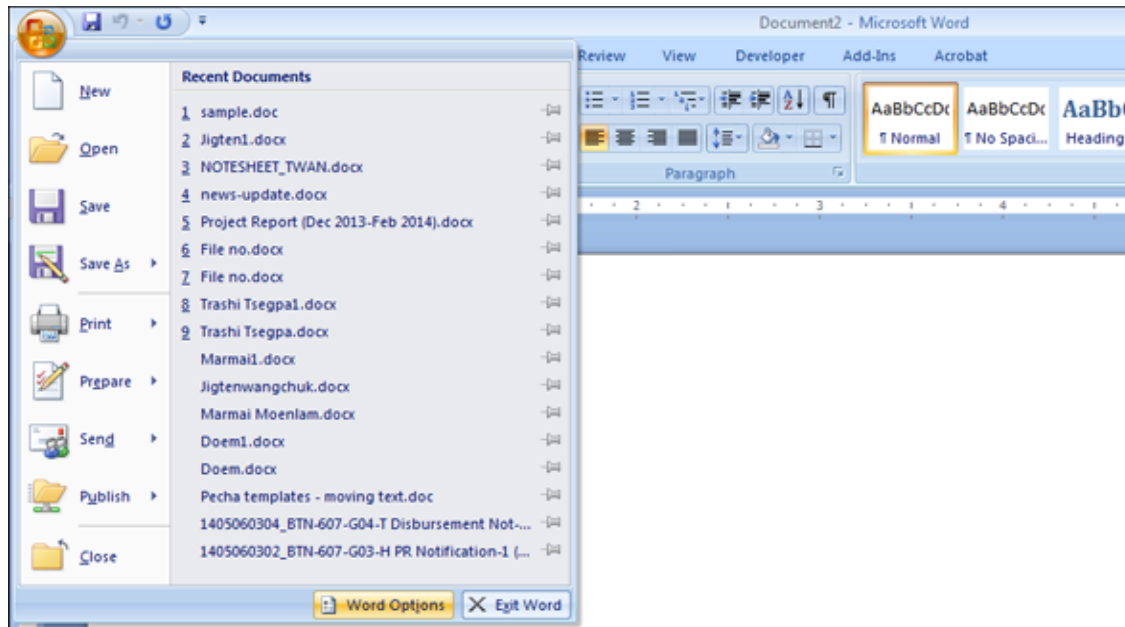 Document2 - Microsoft Word
Review View Developer Add-Ins Acrobat
New
Open
Save
Save As
Print
Prepare
Send
Publish
Close
Recent Documents
1 sample.doc
2 Jigten1.docx
3 NOTESHEET_TWAN.docx
4 news-update.docx
5 Project Report (Dec 2013-Feb 2014).docx
6 File no.docx
7 File no.docx
8 Trashi Tsegpa1.docx
9 Trashi Tsegpa.docx
Marmai1.docx
Jigtenwangchuk.docx
Marmai Moenlam.docx
Doem1.docx
Doem.docx
Pecha templates - moving text.doc
1405060304_BTN-607-G04-T Disbursement Not-...
1405060302_BTN-607-G03-H PR Notification-1 (...
Word Options Exit Word
AaBbCcDc AaBbCcDc AaBb
¶ Normal ¶ No Spaci... Heading
Paragraph
2 3 4